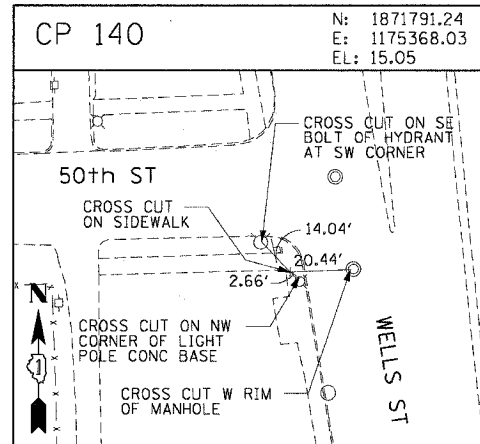 CP 140
N: 1871791.24
E: 1175368.03
EL: 15.05
CROSS CUT ON SE
BOLT OF HYDRANT
AT SW CORNER
50th ST
CROSS CUT
ON SIDEWALK
14.04'
20.44'
2.66'
N
1
CROSS CUT ON NW
CORNER OF LIGHT
POLE CONC BASE
WELLS ST
CROSS CUT W RIM
OF MANHOLE